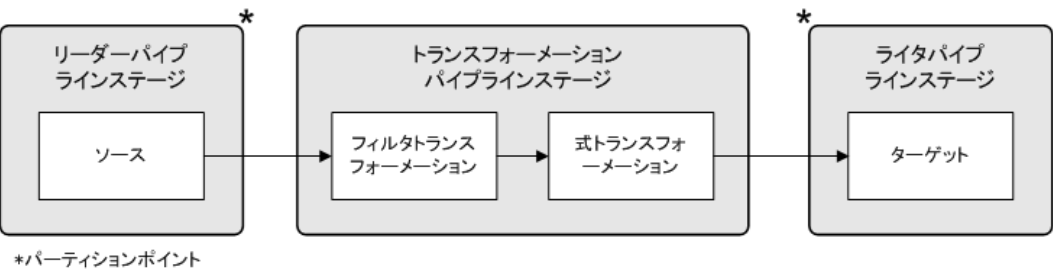 *
*
リーダーパイプ
ラインステージ
ソース
トランスフォーメーション
パイプラインステージ
フィルタトランス
フォーメーション
式トランスフォ
ーメーション
ライタパイプ
ラインステージ
ターゲット
*パーティションポイント